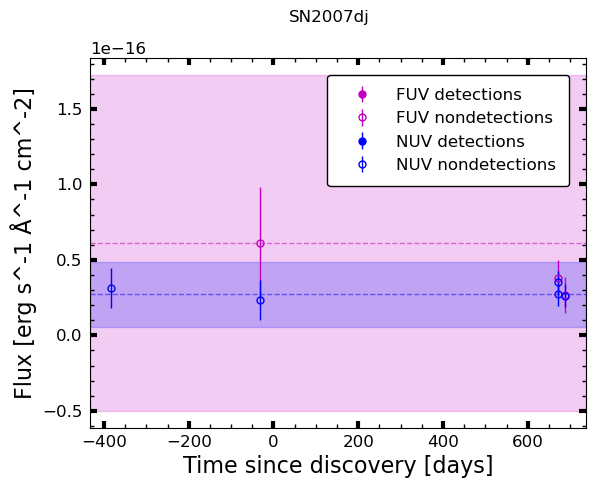 SN2007dj
1e−16
1.5
1.0
0.5
0.0
−0.5
Flux [erg s^-1 Å^-1 cm^-2]
FUV detections
FUV nondetections
NUV detections
NUV nondetections
−400 −200 0 200 400 600
Time since discovery [days]